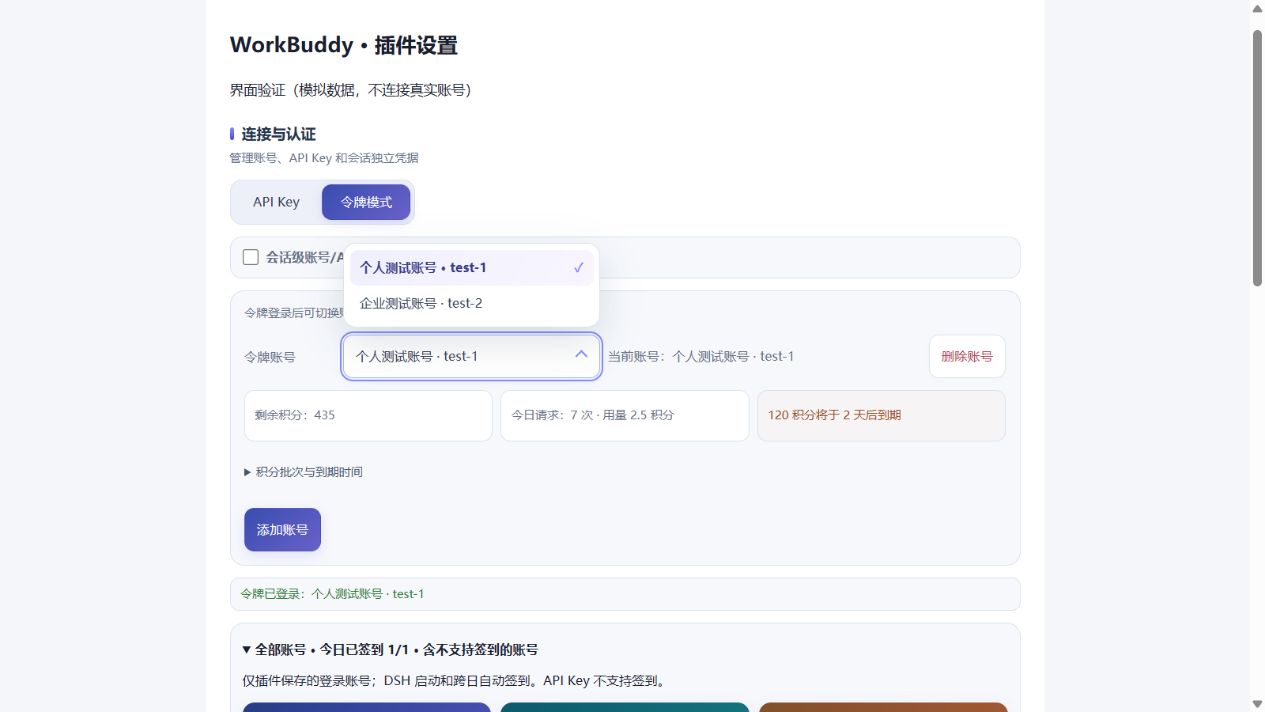 WorkBuddy • 插件设置
界面验证（模拟数据，不连接真实账号）
连接与认证
管理账号、API Key 和会话独立凭据
API Key
令牌模式
会话级账号/A
个人测试账号 • test-1 ✓
企业测试账号 · test-2
令牌登录后可切换
令牌账号
个人测试账号 · test-1
当前账号：个人测试账号 · test-1
删除账号
剩余积分：435
今日请求：7 次 · 用量 2.5 积分
120 积分将于 2 天后到期
▶ 积分批次与到期时间
添加账号
令牌已登录：个人测试账号 · test-1
▼ 全部账号 • 今日已签到 1/1 • 含不支持签到的账号
仅插件保存的登录账号；DSH 启动和跨日自动签到。API Key 不支持签到。